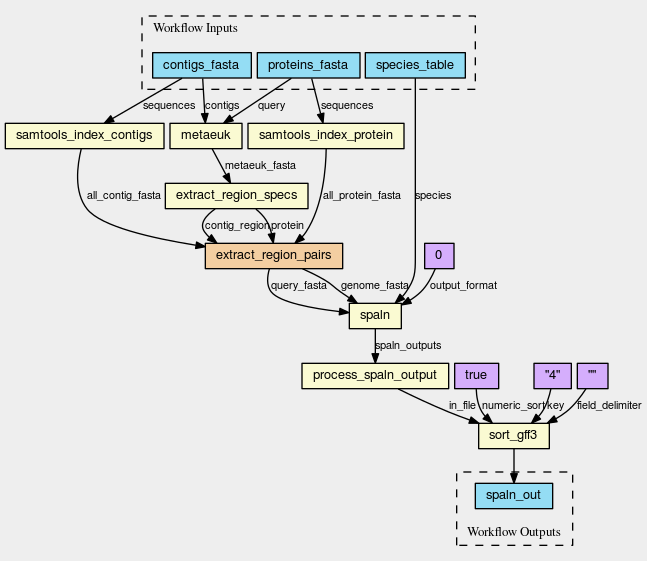 Workflow Inputs
contigs_fasta
proteins_fasta
species_table
sequences
contigs
query
sequences
samtools_index_contigs
metaeuk
samtools_index_protein
metaeuk_fasta
all_contig_fasta
extract_region_specs
all_protein_fasta
species
contig_region
protein
extract_region_pairs
0
query_fasta
genome_fasta
output_format
spaln
spaln_outputs
process_spaln_output
true
"4"
""
in_file
numeric_sort
key
field_delimiter
sort_gff3
spaln_out
Workflow Outputs